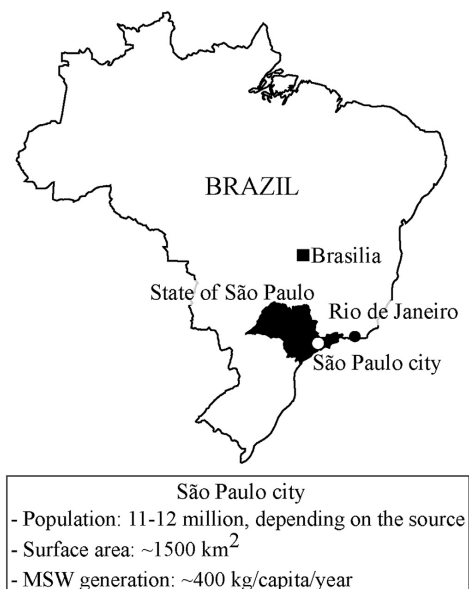 BRAZIL
Brasilia
State of São Paulo
Rio de Janeiro
São Paulo city
São Paulo city
- Population: 11-12 million, depending on the source
- Surface area: ~1500 km²
- MSW generation: ~400 kg/capita/year